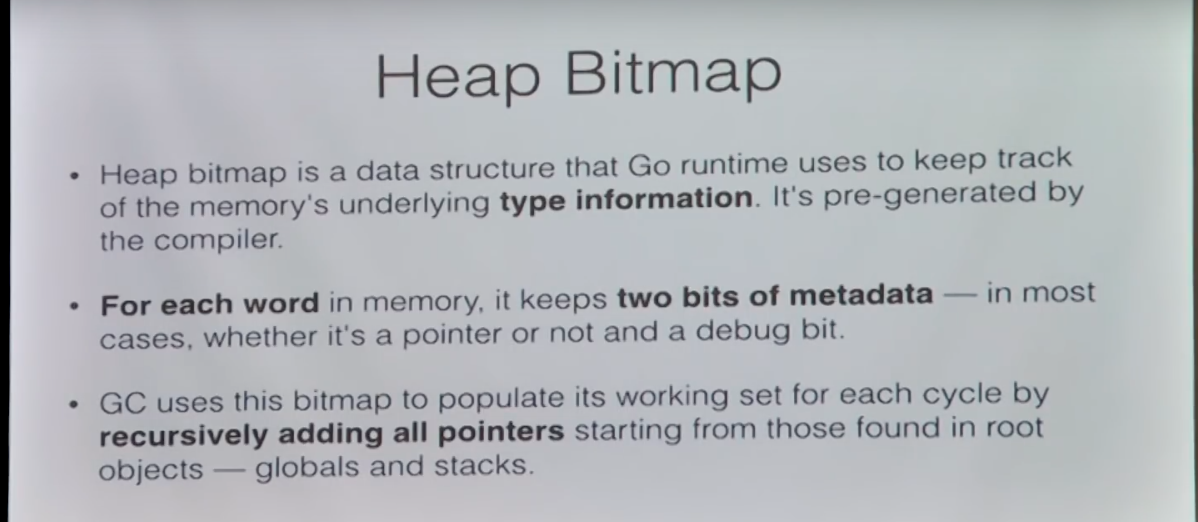 Heap Bitmap
• Heap bitmap is a data structure that Go runtime uses to keep track
of the memory's underlying type information. It's pre-generated by
the compiler.
• For each word in memory, it keeps two bits of metadata — in most
cases, whether it's a pointer or not and a debug bit.
• GC uses this bitmap to populate its working set for each cycle by
recursively adding all pointers starting from those found in root
objects — globals and stacks.